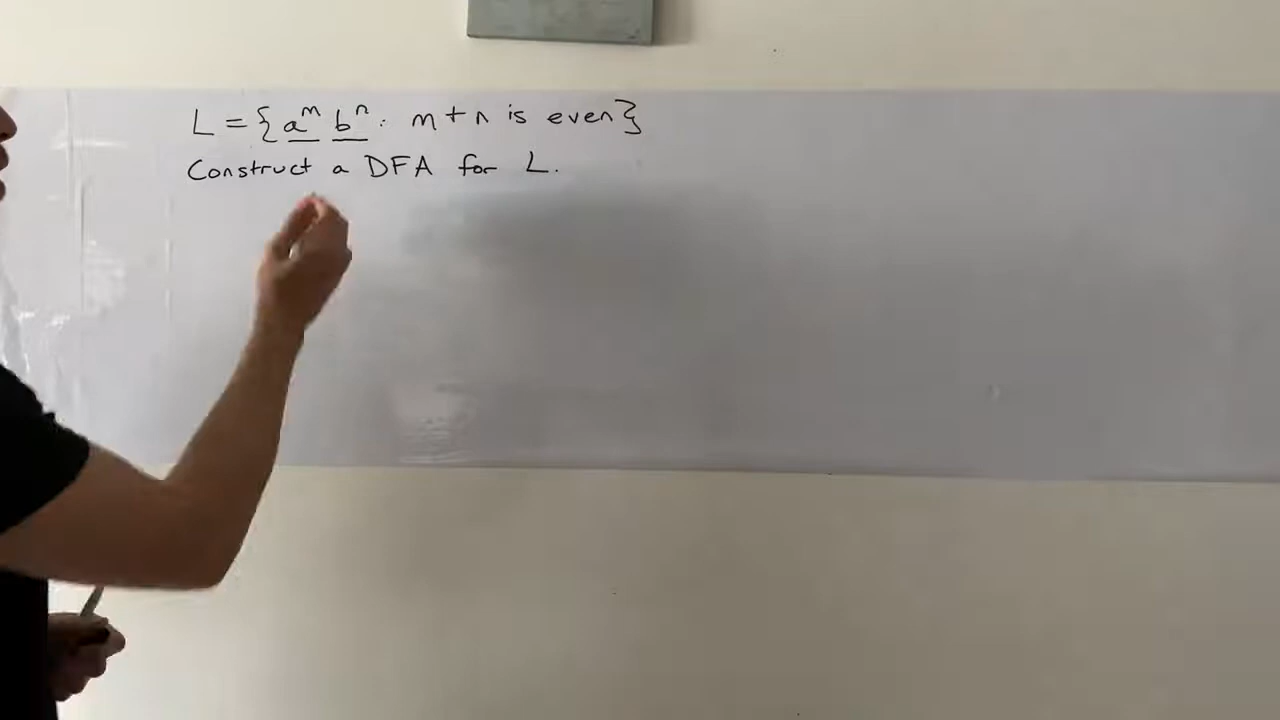 L = {a^m b^n : m + n is even}
Construct a DFA for L.